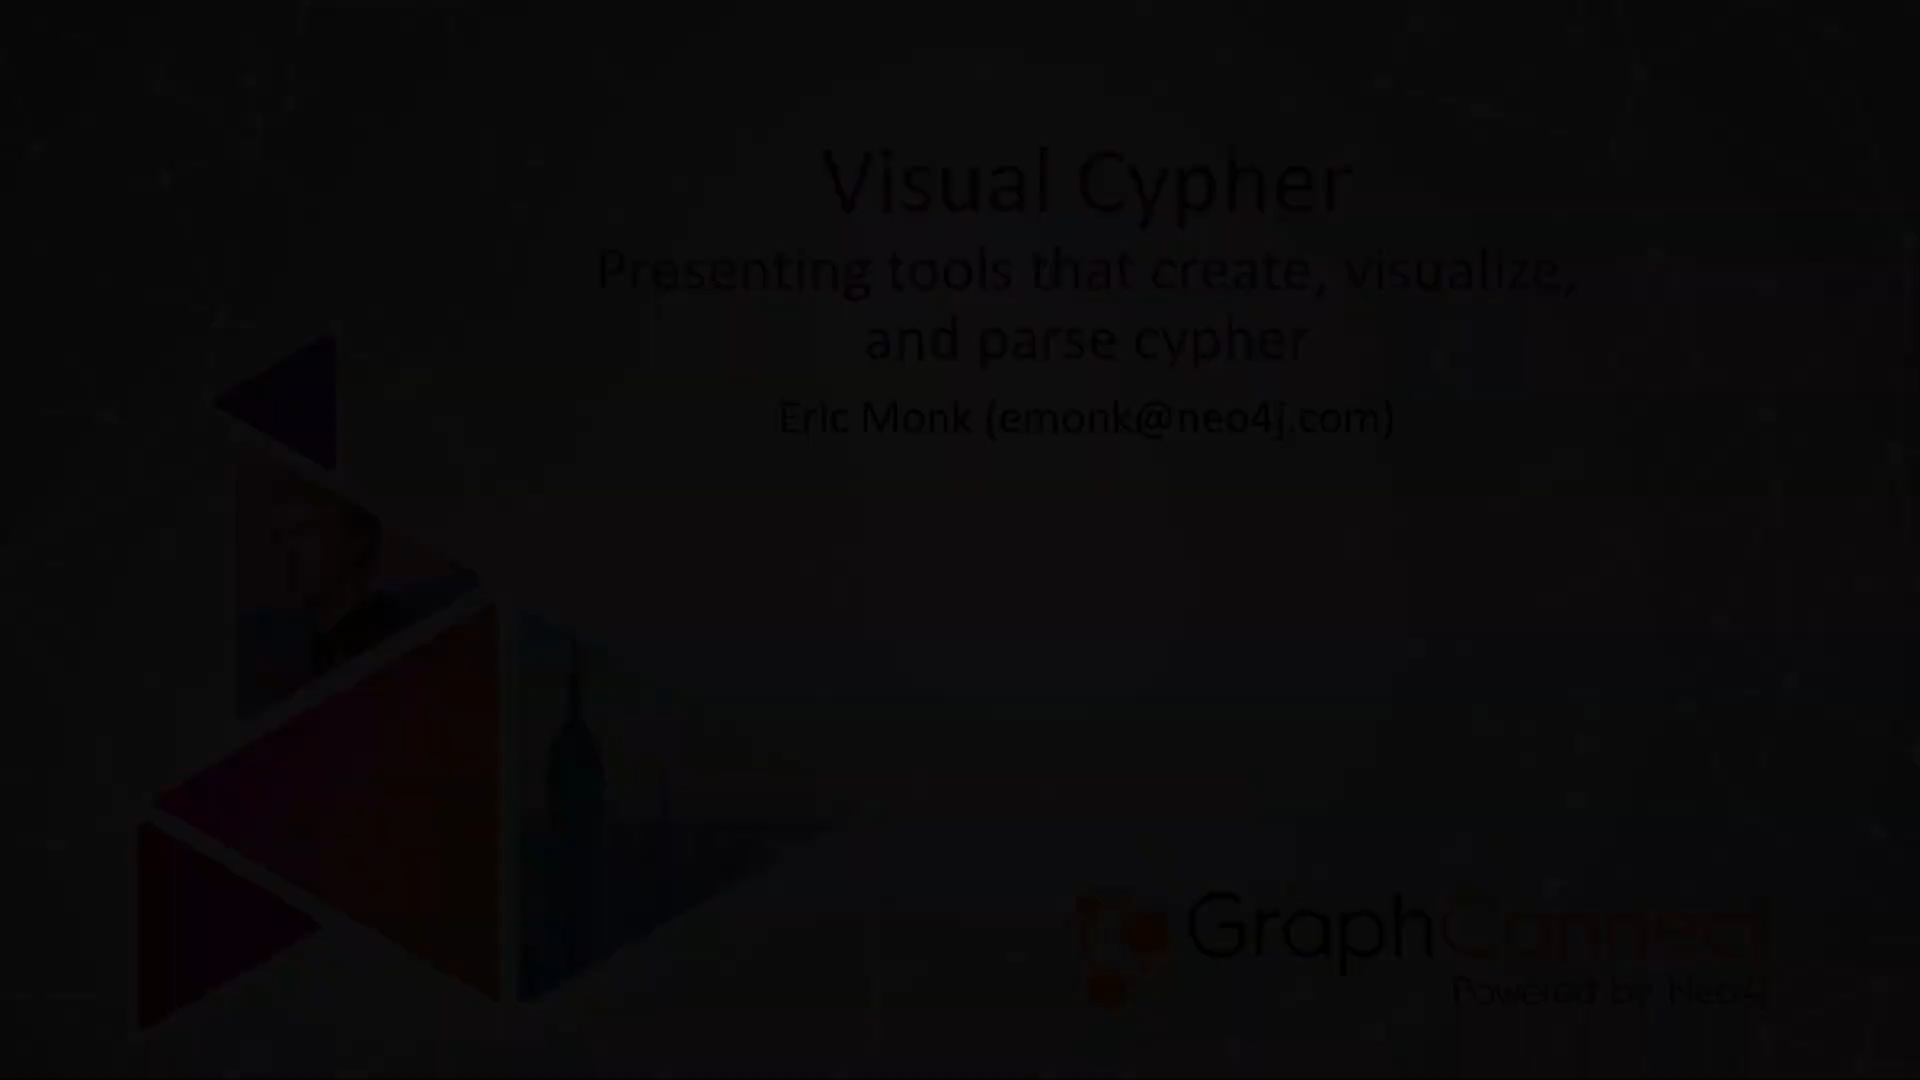 Visual Cypher
Presenting tools that create, visualize,
and parse cypher
Eric Monk (emonk@neo4j.com)
GraphConnect
Powered by Neo4j